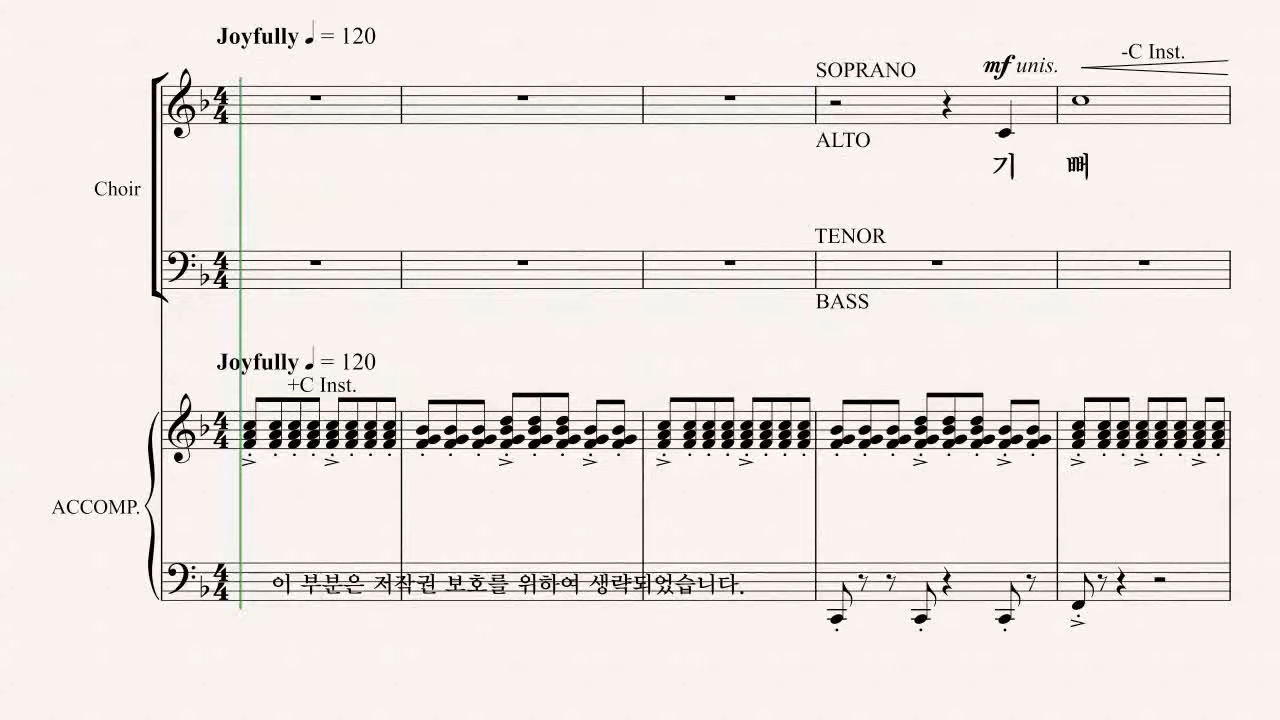 Joyfully ♩ = 120
SOPRANO
mf unis.
-C Inst.
ALTO
기 뻐
Choir
TENOR
BASS
Joyfully ♩ = 120
+C Inst.
ACCOMP.
이 부분은 저작권 보호를 위하여 생략되었습니다.